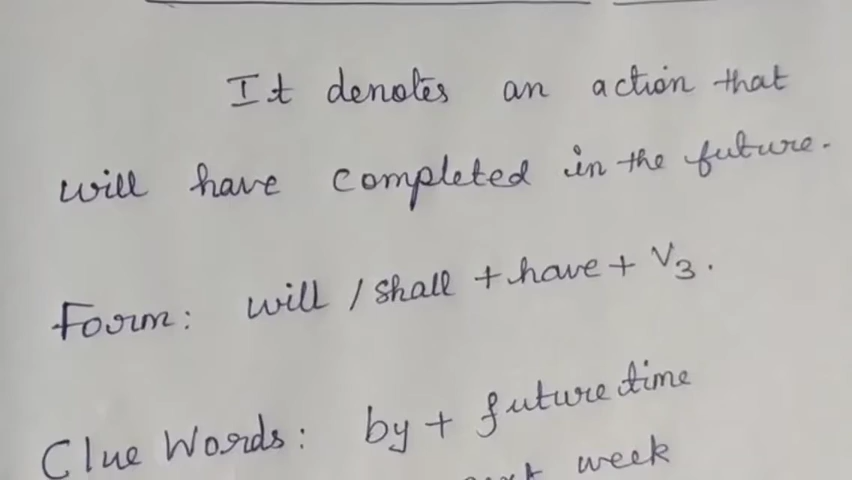 It denotes an action that
will have completed in the future.
Form: will / shall + have + V3.
Clue Words: by + future time
week